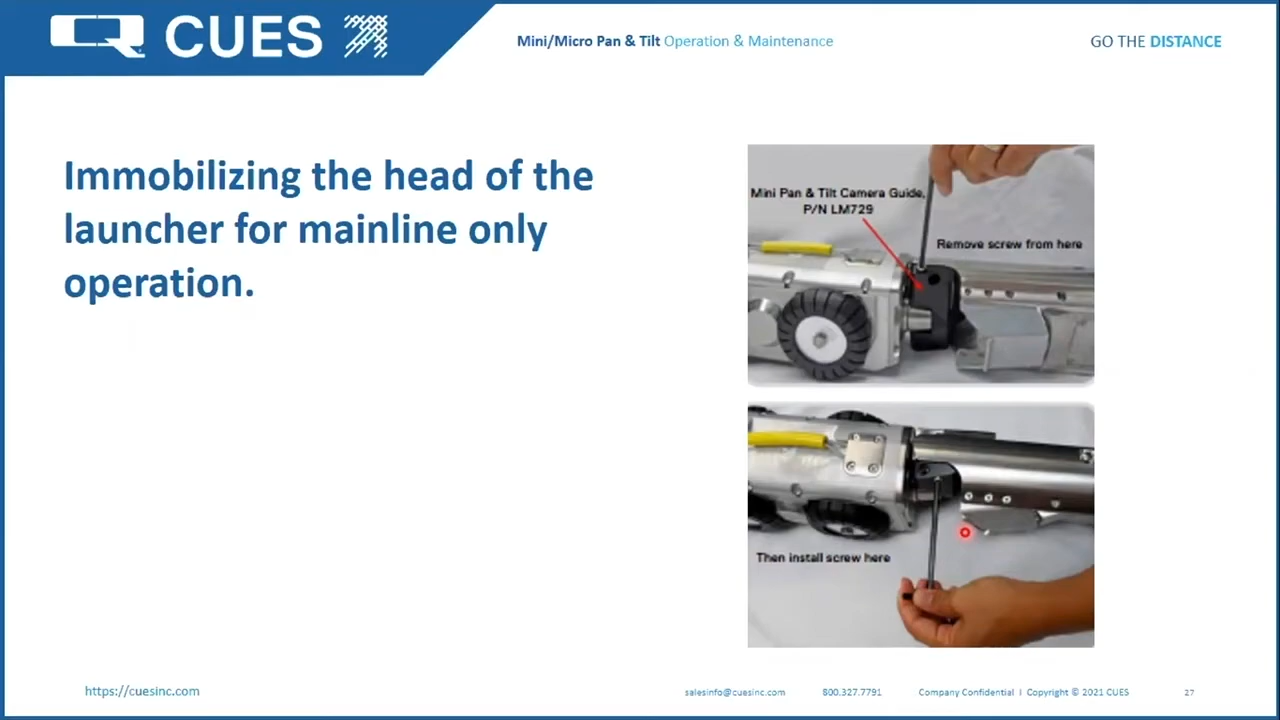 CUES
Mini/Micro Pan & Tilt Operation & Maintenance
GO THE DISTANCE
Immobilizing the head of the
launcher for mainline only
operation.
Mini Pan & Tilt Camera Guide,
P/N LM729
Remove screw from here
Then install screw here
https://cuesinc.com
salesinfo@cuesinc.com
800.327.7791
Company Confidential I Copyright © 2021 CUES
27